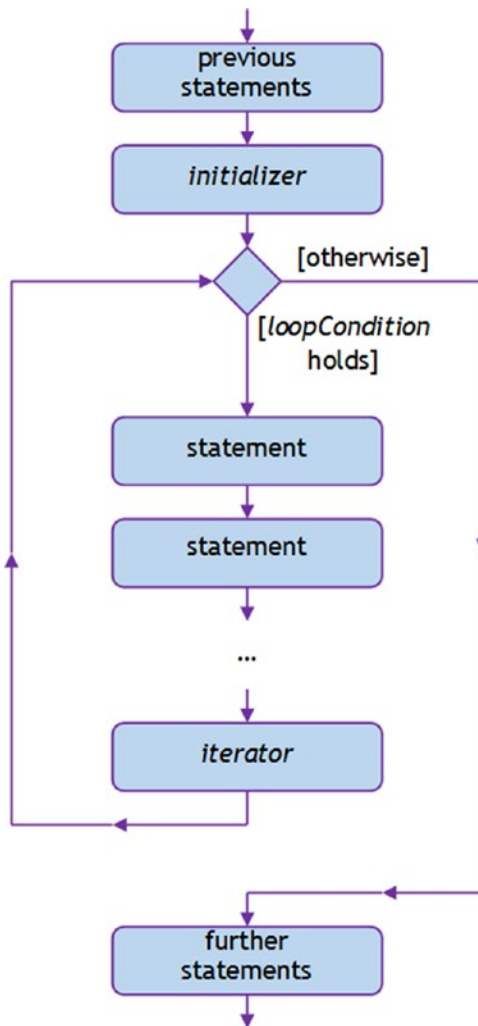 previous
statements
initializer
[otherwise]
[loopCondition
holds]
statement
statement
...
iterator
further
statements